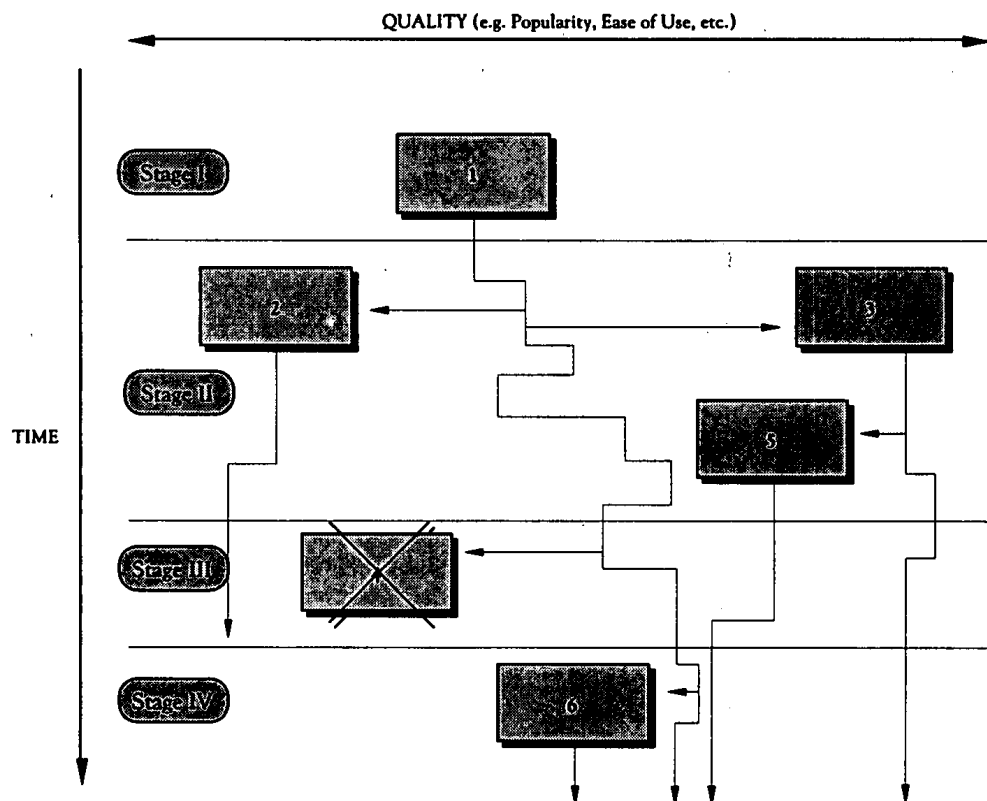 QUALITY (e.g. Popularity, Ease of Use, etc.)
Stage I
1
2
3
Stage II
5
TIME
Stage III
Stage IV
6